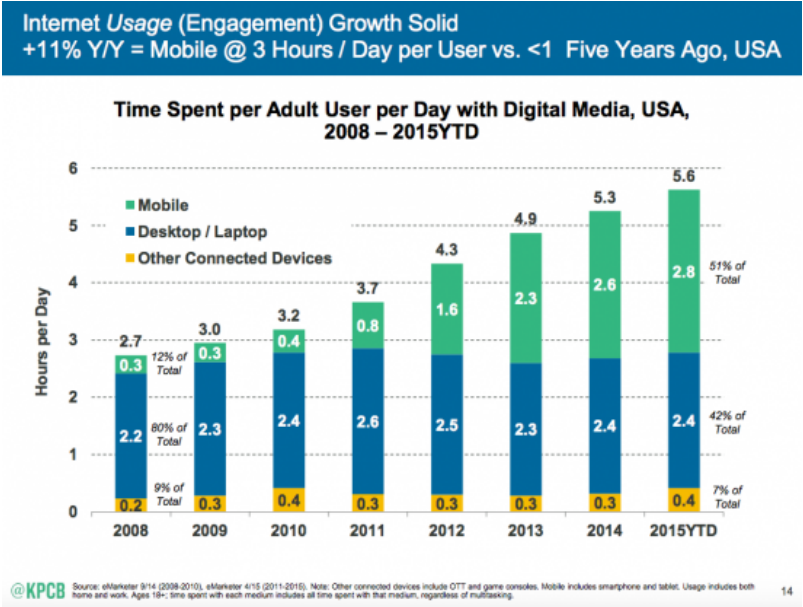 Internet Usage (Engagement) Growth Solid
+11% Y/Y = Mobile @ 3 Hours / Day per User vs. <1 Five Years Ago, USA
Time Spent per Adult User per Day with Digital Media, USA,
2008 – 2015YTD
Hours per Day
6
5
4
3
2
1
0
Mobile
Desktop / Laptop
Other Connected Devices
2.7
0.3
12% of
Total
2.2
80% of
Total
0.2
9% of
Total
3.0
0.3
2.3
0.3
3.2
0.4
2.4
0.4
3.7
0.8
2.6
0.3
4.3
1.6
2.5
0.3
4.9
2.3
2.3
0.3
5.3
2.6
2.4
0.3
5.6
2.8
51% of
Total
2.4
42% of
Total
0.4
7% of
Total
2008 2009 2010 2011 2012 2013 2014 2015YTD
@KPCB
Source: eMarketer 9/14 (2008-2010), eMarketer 4/15 (2011-2015). Note: Other connected devices include OTT and game consoles. Mobile includes smartphone and tablet. Usage includes both
home and work. Ages 18+; time spent with each medium includes all time spent with that medium, regardless of multitasking.
14